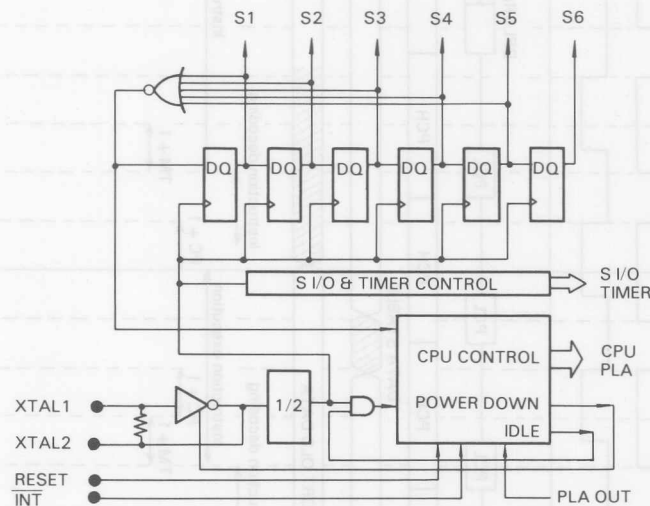 S1 S2 S3 S4 S5 S6
DQ DQ DQ DQ DQ DQ
S I/O & TIMER CONTROL
S I/O
TIMER
CPU CONTROL
CPU
PLA
XTAL1
1/2
POWER DOWN
XTAL2
IDLE
RESET
INT
PLA OUT